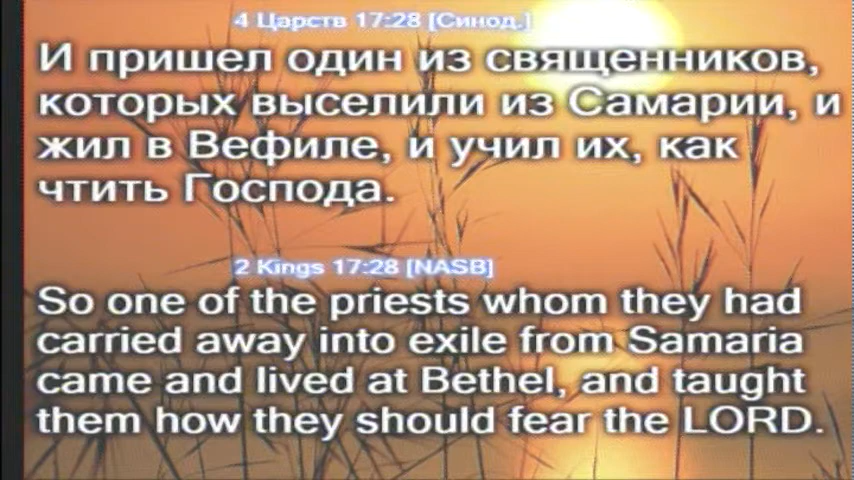 4 Царств 17:28 [Синод.]
И пришел один из священников,
которых выселили из Самарии, и
жил в Вефиле, и учил их, как
чтить Господа.
2 Kings 17:28 [NASB]
So one of the priests whom they had
carried away into exile from Samaria
came and lived at Bethel, and taught
them how they should fear the LORD.